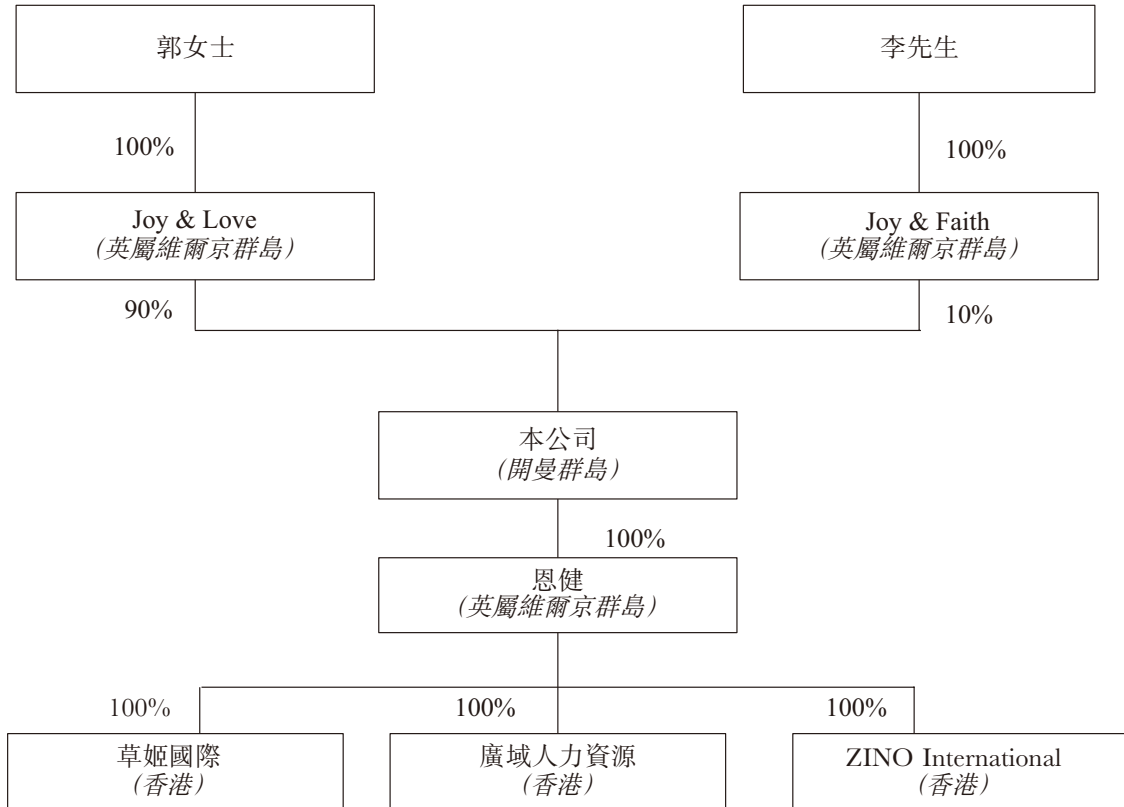 郭女士
李先生
100%
100%
Joy & Love
(英屬維爾京群島)
Joy & Faith
(英屬維爾京群島)
90%
10%
本公司
(開曼群島)
100%
恩健
(英屬維爾京群島)
100%
100%
100%
草姬國際
(香港)
廣域人力資源
(香港)
ZINO International
(香港)